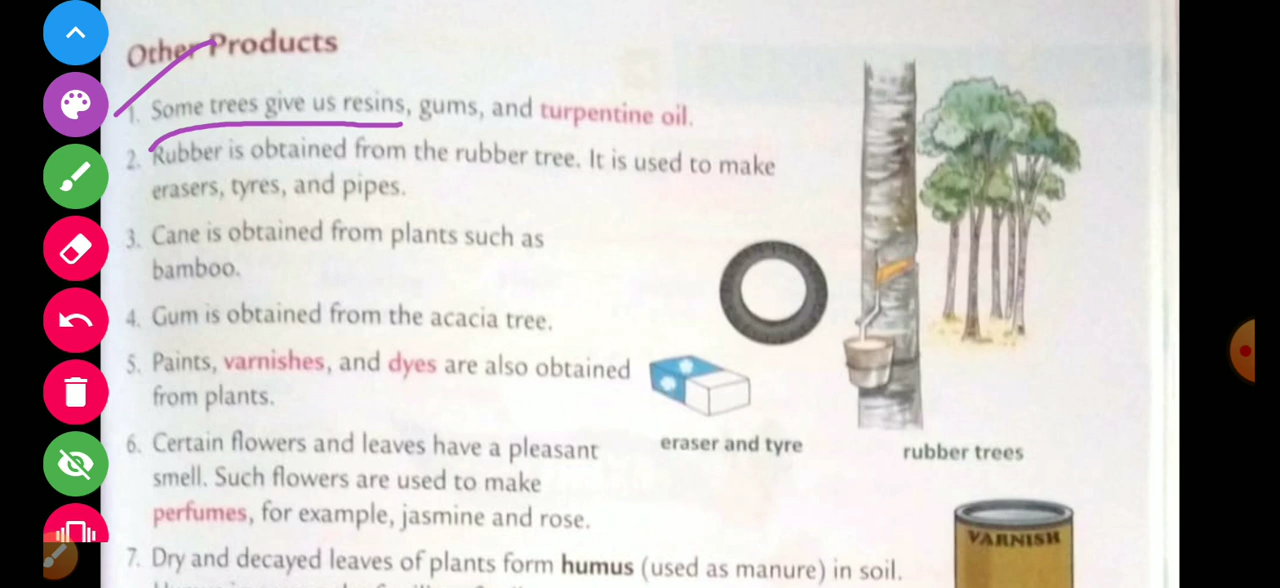 Other Products
1. Some trees give us resins, gums, and turpentine oil.
2. Rubber is obtained from the rubber tree. It is used to make
erasers, tyres, and pipes.
3. Cane is obtained from plants such as
bamboo.
4. Gum is obtained from the acacia tree.
5. Paints, varnishes, and dyes are also obtained
from plants.
eraser and tyre
rubber trees
6. Certain flowers and leaves have a pleasant
smell. Such flowers are used to make
perfumes, for example, jasmine and rose.
VARNISH
7. Dry and decayed leaves of plants form humus (used as manure) in soil.